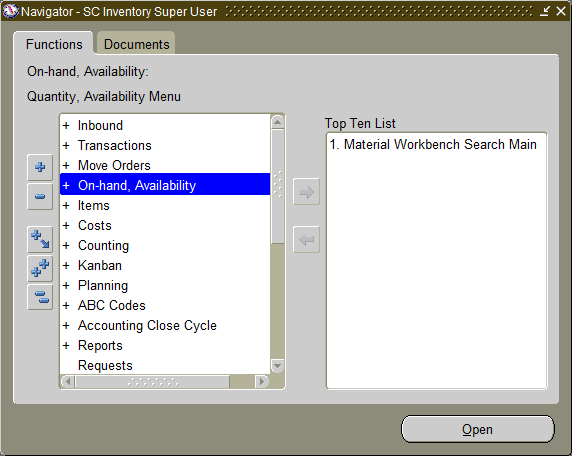 Navigator - SC Inventory Super User
Functions
Documents
On-hand, Availability:
Quantity, Availability Menu
+ Inbound
+ Transactions
+ Move Orders
+ On-hand, Availability
+ Items
+ Costs
+ Counting
+ Kanban
+ Planning
+ ABC Codes
+ Accounting Close Cycle
+ Reports
Requests
Top Ten List
1. Material Workbench Search Main
Open